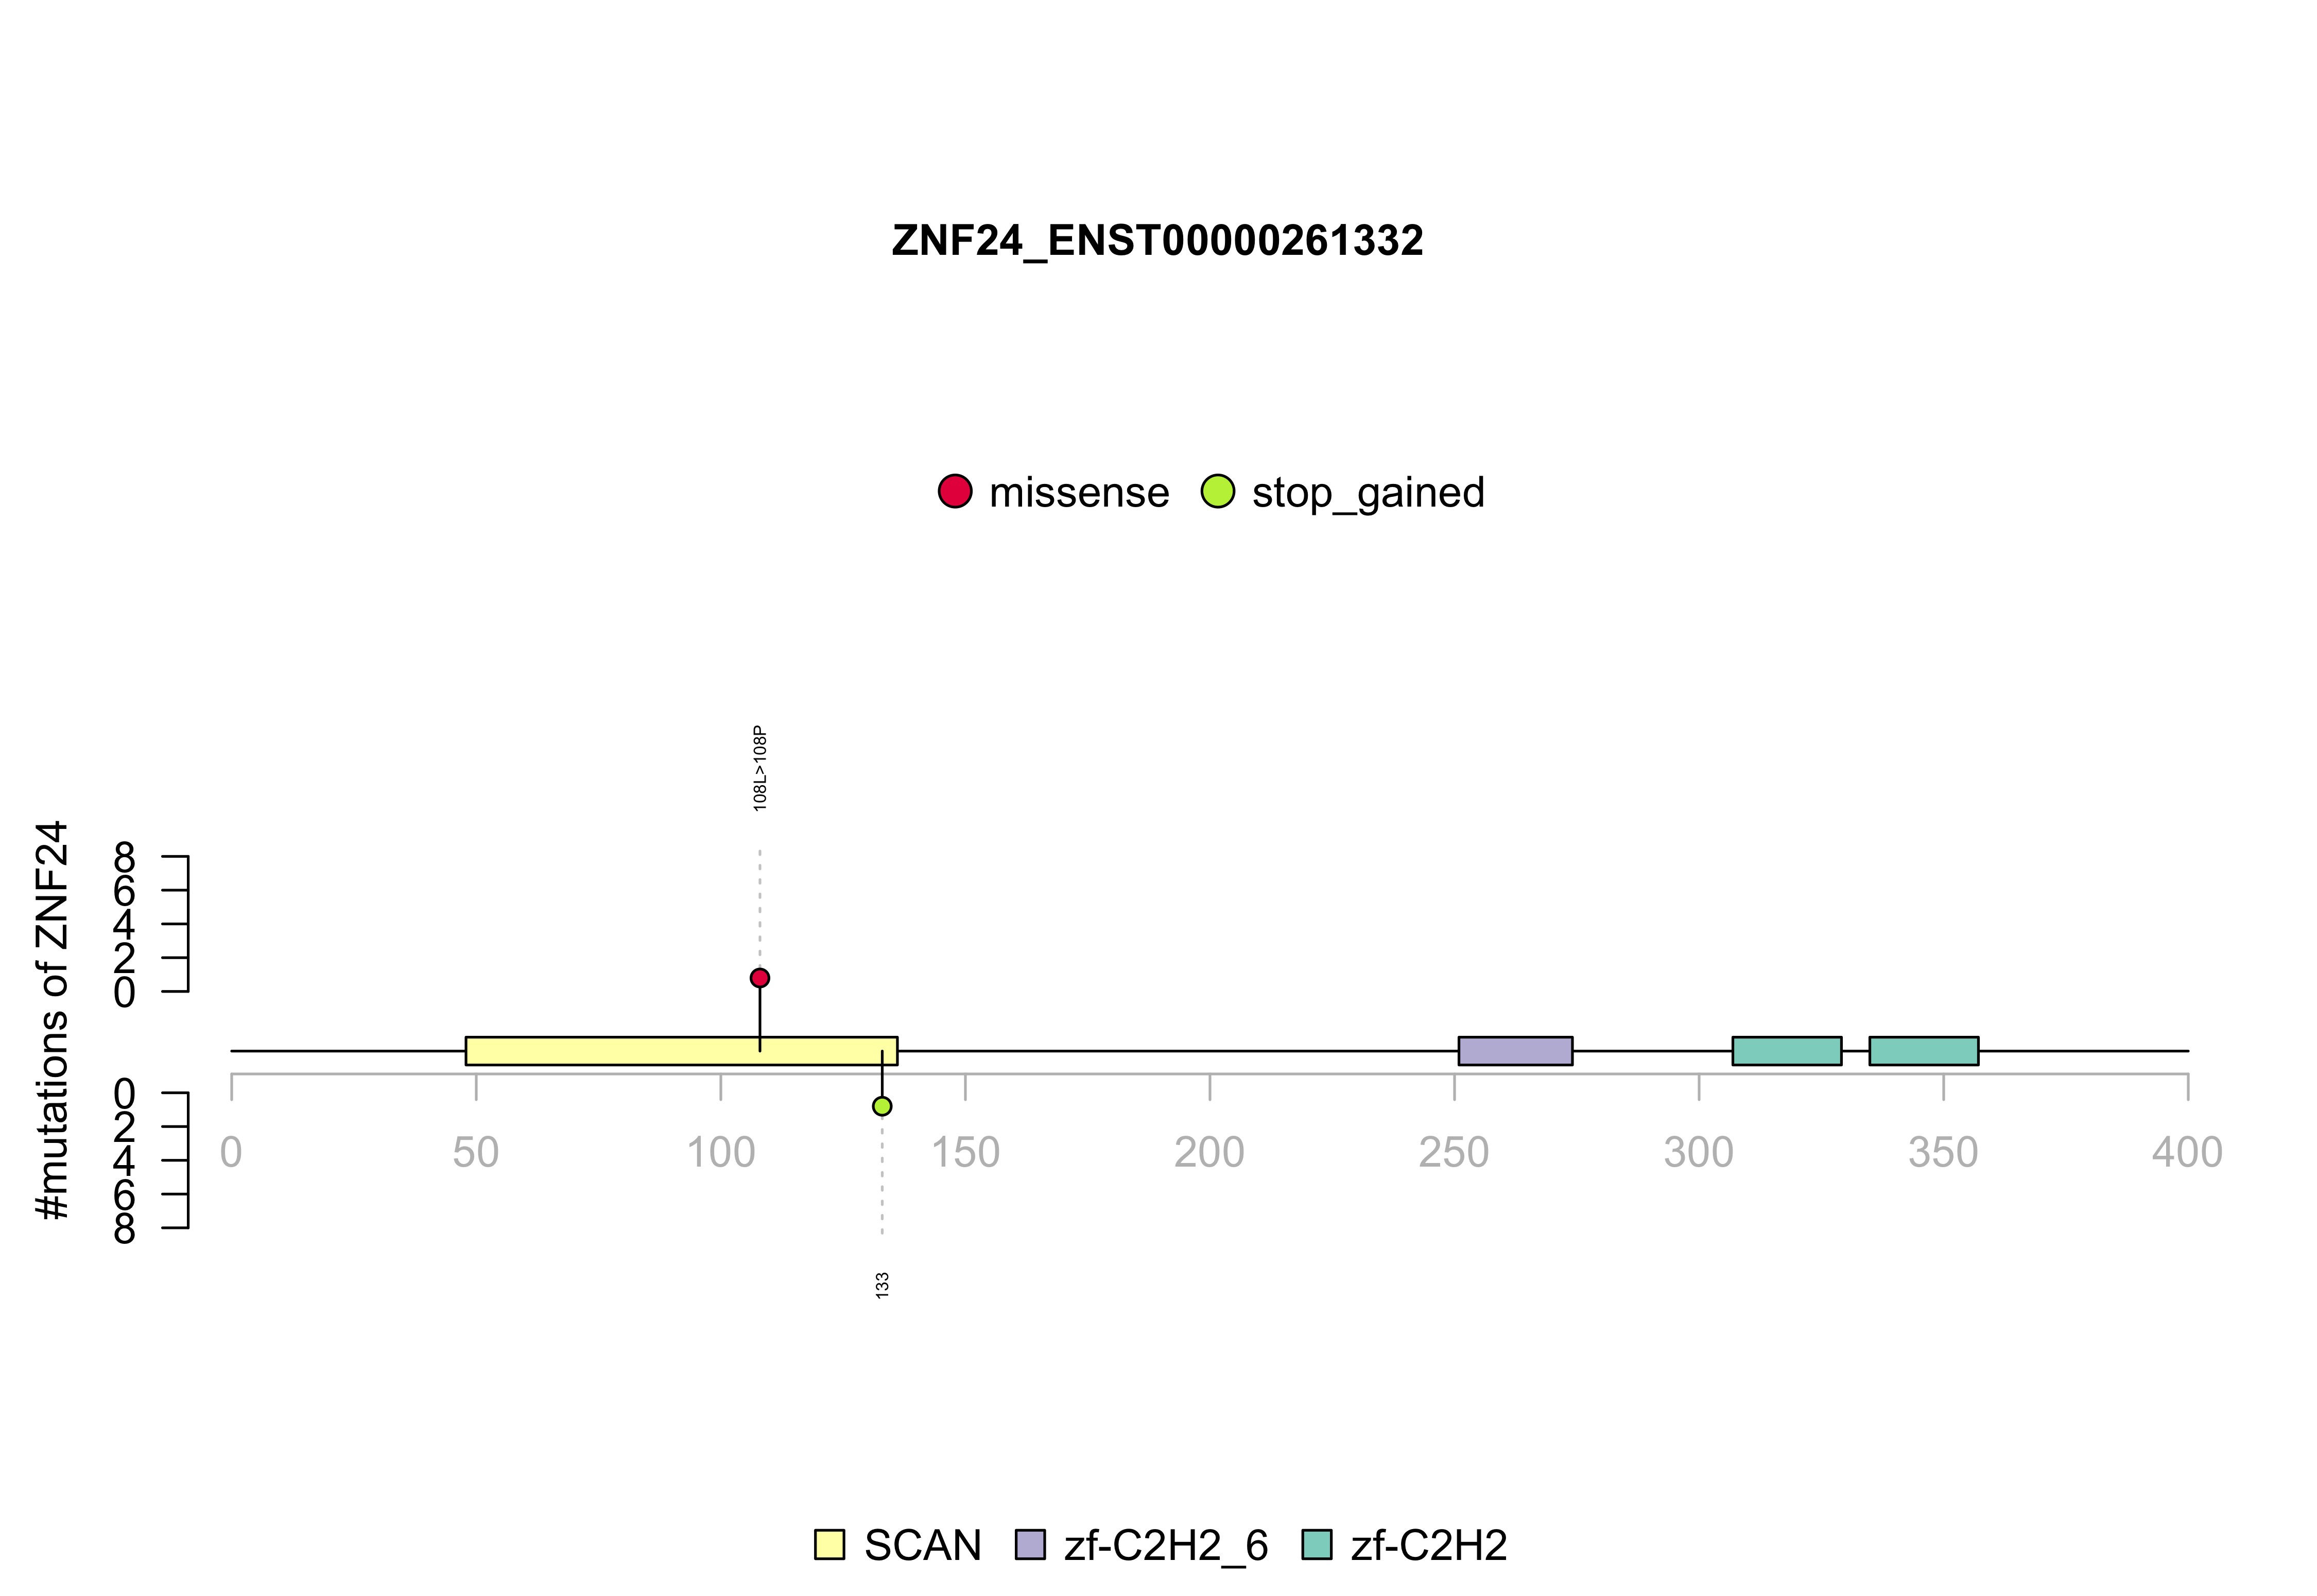 ZNF24_ENST00000261332
missense stop_gained
108L>108P
#mutations of ZNF24
8
6
4
2
0
0
2
4
6
8
0 50 100 150 200 250 300 350 400
133
SCAN zf-C2H2_6 zf-C2H2